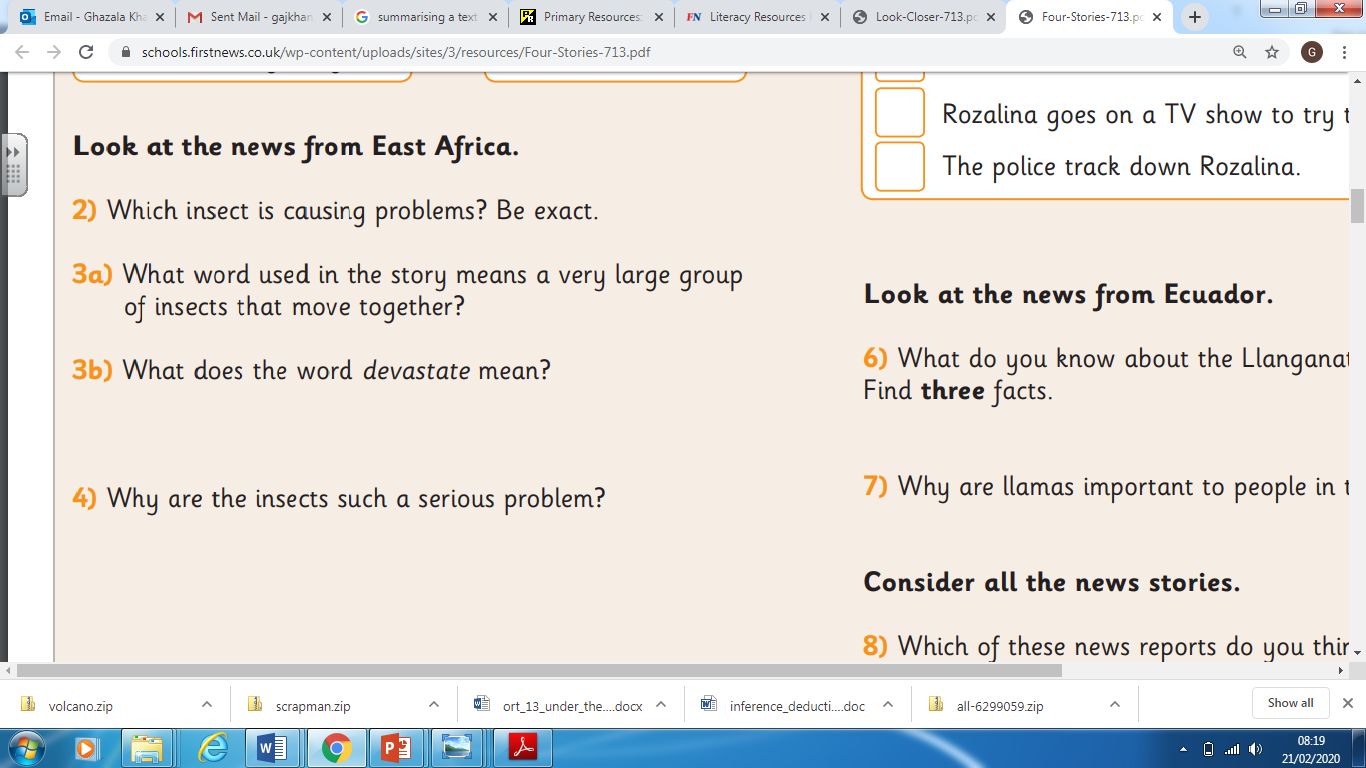 Email - Ghazala Kha
Sent Mail - gajkhan
summarising a text
Primary Resources:
Literacy Resources
Look-Closer-713.pd
Four-Stories-713.pd
schools.firstnews.co.uk/wp-content/uploads/sites/3/resources/Four-Stories-713.pdf
G
Look at the news from East Africa.
2) Which insect is causing problems? Be exact.
3a) What word used in the story means a very large group
of insects that move together?
3b) What does the word devastate mean?
4) Why are the insects such a serious problem?
Rozalina goes on a TV show to try t
The police track down Rozalina.
Look at the news from Ecuador.
6) What do you know about the Llanganat
Find three facts.
7) Why are llamas important to people in t
Consider all the news stories.
8) Which of these news reports do you thin
volcano.zip
scrapman.zip
ort_13_under_the....docx
inference_deducti....doc
all-6299059.zip
Show all
08:19
21/02/2020